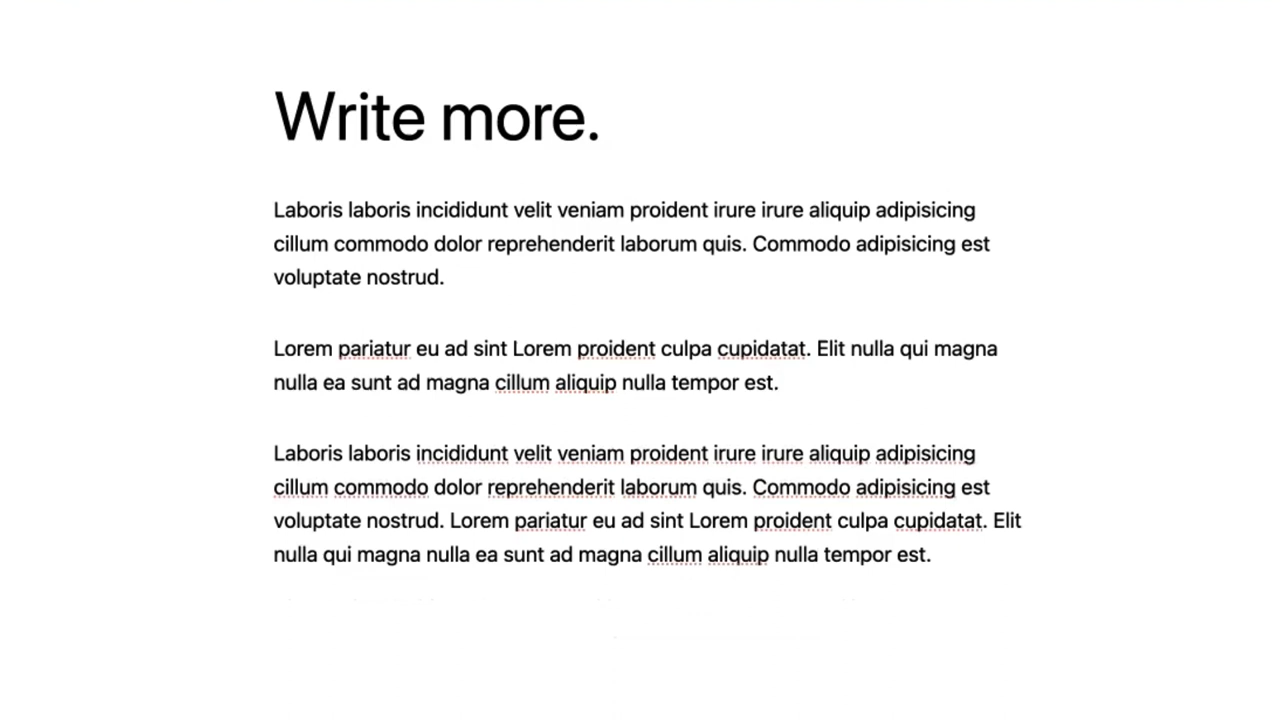 Write more.
Laboris laboris incididunt velit veniam proident irure irure aliquip adipisicing
cillum commodo dolor reprehenderit laborum quis. Commodo adipisicing est
voluptate nostrud.
Lorem pariatur eu ad sint Lorem proident culpa cupidatat. Elit nulla qui magna
nulla ea sunt ad magna cillum aliquip nulla tempor est.
Laboris laboris incididunt velit veniam proident irure irure aliquip adipisicing
cillum commodo dolor reprehenderit laborum quis. Commodo adipisicing est
voluptate nostrud. Lorem pariatur eu ad sint Lorem proident culpa cupidatat. Elit
nulla qui magna nulla ea sunt ad magna cillum aliquip nulla tempor est.